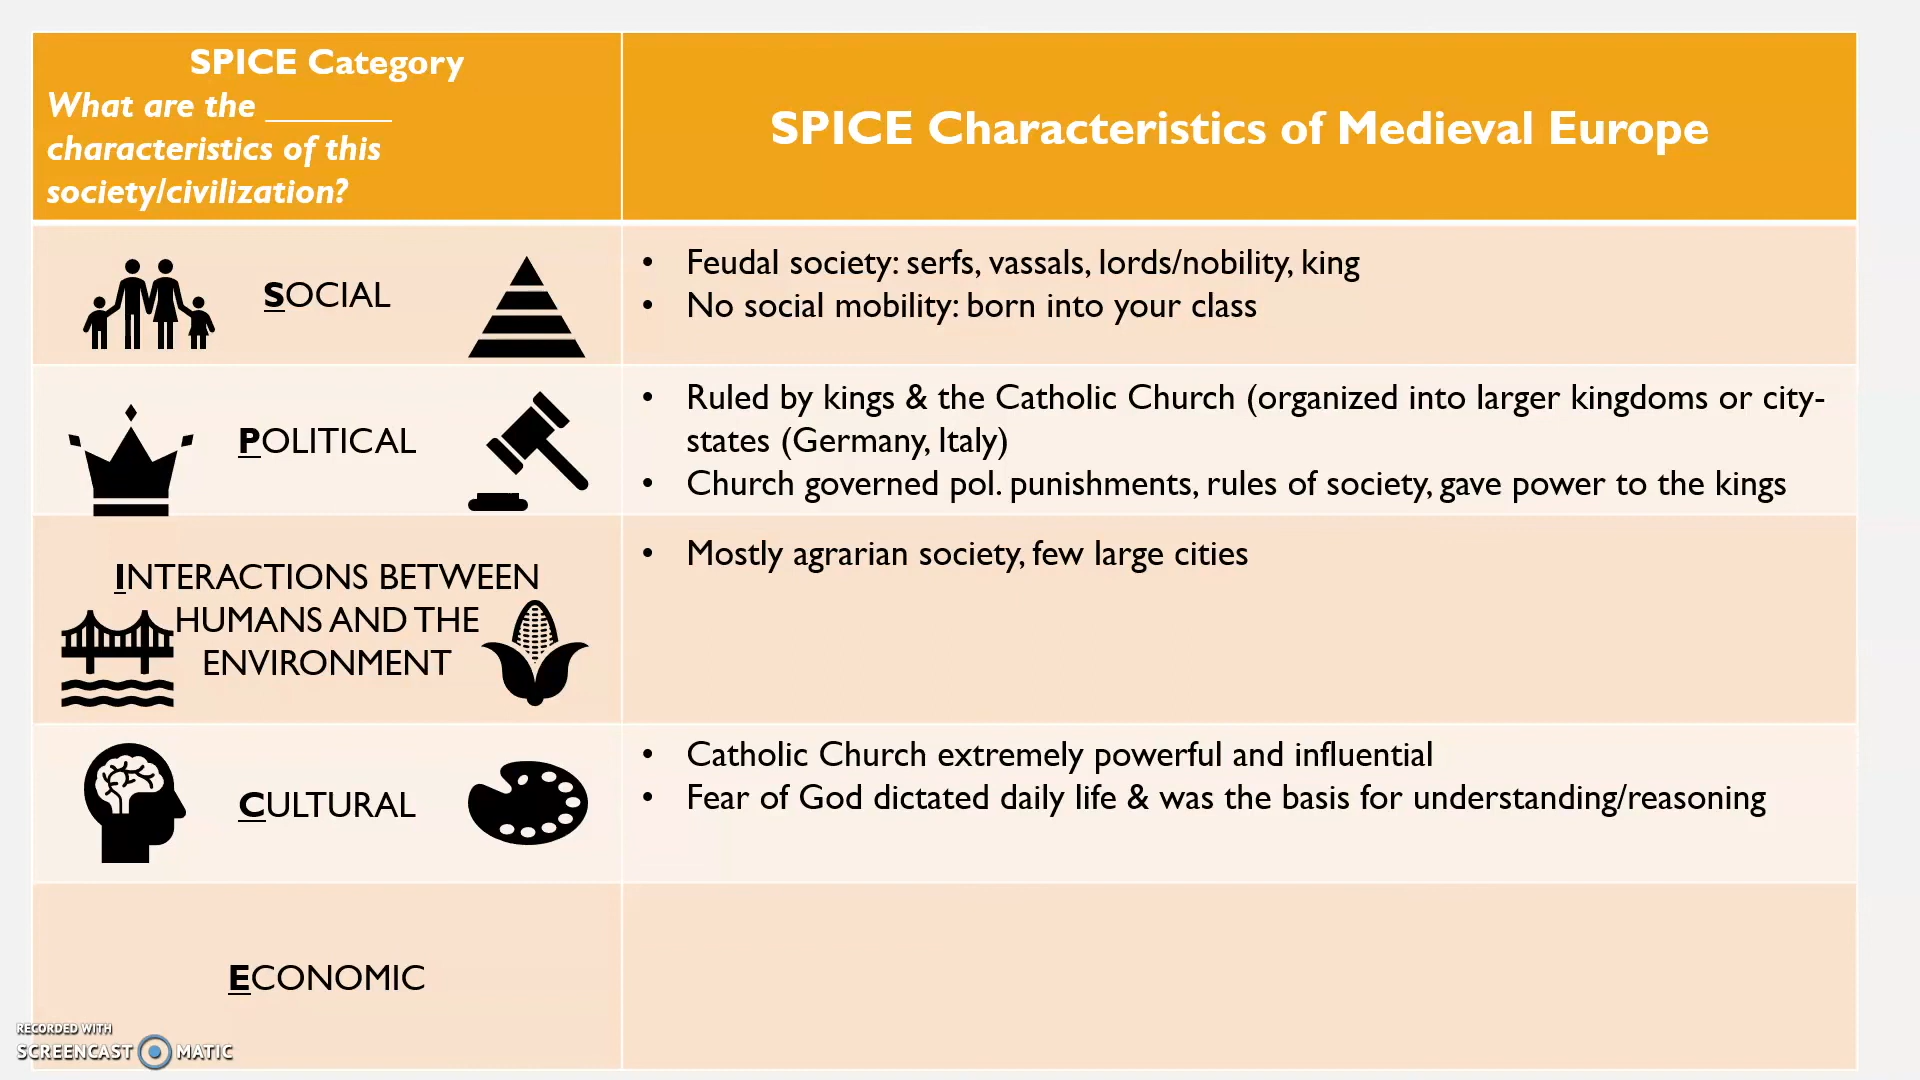 SPICE Category
What are the _______
characteristics of this
society/civilization?
SPICE Characteristics of Medieval Europe
SOCIAL
• Feudal society: serfs, vassals, lords/nobility, king
• No social mobility: born into your class
POLITICAL
• Ruled by kings & the Catholic Church (organized into larger kingdoms or city-
states (Germany, Italy)
• Church governed pol. punishments, rules of society, gave power to the kings
INTERACTIONS BETWEEN
HUMANS AND THE
ENVIRONMENT
• Mostly agrarian society, few large cities
CULTURAL
• Catholic Church extremely powerful and influential
• Fear of God dictated daily life & was the basis for understanding/reasoning
ECONOMIC
RECORDED WITH
SCREENCAST MATIC